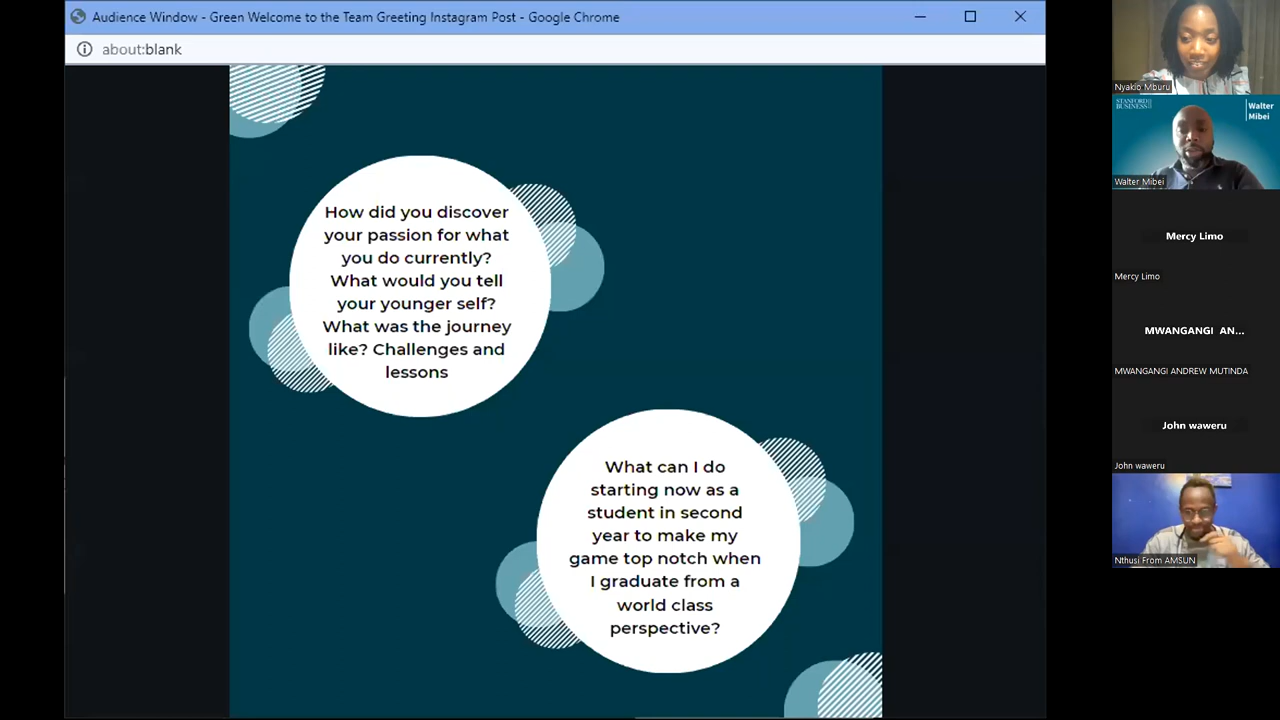 Audience Window - Green Welcome to the Team Greeting Instagram Post - Google Chrome
about:blank
How did you discover
your passion for what
you do currently?
What would you tell
your younger self?
What was the journey
like? Challenges and
lessons
What can I do
starting now as a
student in second
year to make my
game top notch when
I graduate from a
world class
perspective?
Nyakio Mburu
STANFORD
BUSINESS
Walter
Mibei
Walter Mibei
Mercy Limo
Mercy Limo
MWANGANGI AN...
MWANGANGI ANDREW MUTINDA
John waweru
John waweru
Nthusi From AMSUN